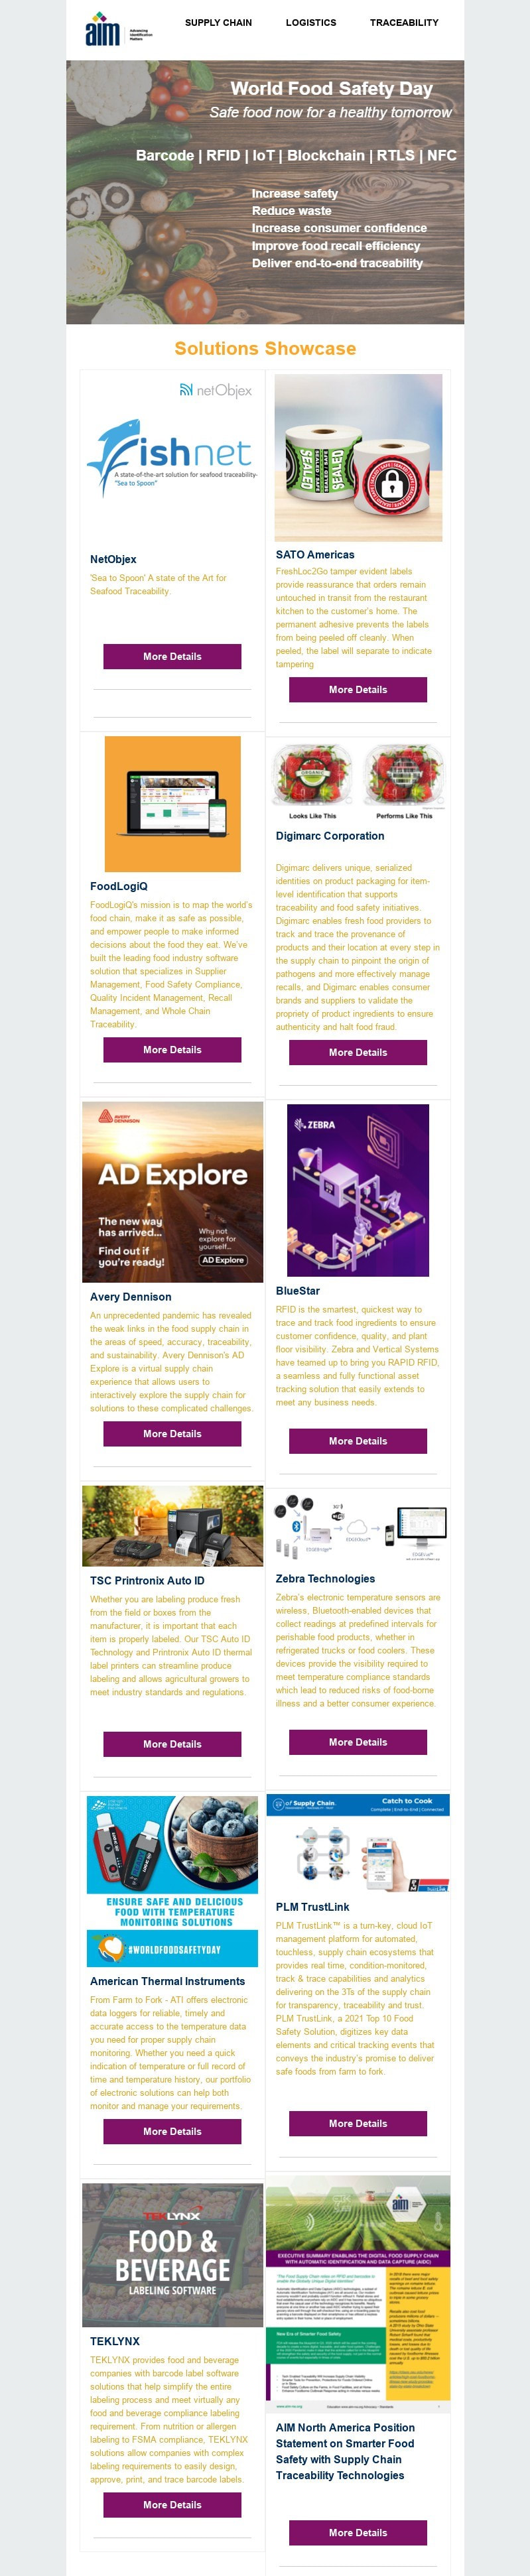 aim
Advancing
Identification
Matters
SUPPLY CHAIN
LOGISTICS
TRACEABILITY
World Food Safety Day
Safe food now for a healthy tomorrow
Barcode | RFID | IoT | Blockchain | RTLS | NFC
Increase safety
Reduce waste
Increase consumer confidence
Improve food recall efficiency
Deliver end-to-end traceability
Solutions Showcase
netObjex
Fishnet
A state-of-the-art solution for seafood traceability-
"Sea to Spoon"
NetObjex
'Sea to Spoon' A state of the Art for
Seafood Traceability.
More Details
SEALED
SEALED
SATO Americas
FreshLoc2Go tamper evident labels
provide reassurance that orders remain
untouched in transit from the restaurant
kitchen to the customer's home. The
permanent adhesive prevents the labels
from being peeled off cleanly. When
peeled, the label will separate to indicate
tampering
More Details
FoodLogiQ
FoodLogiQ's mission is to map the world's
food chain, make it as safe as possible,
and empower people to make informed
decisions about the food they eat. We've
built the leading food industry software
solution that specializes in Supplier
Management, Food Safety Compliance,
Quality Incident Management, Recall
Management, and Whole Chain
Traceability.
More Details
ORGANIC
Looks Like This
Performs Like This
Digimarc Corporation
Digimarc delivers unique, serialized
identities on product packaging for item-
level identification that supports
traceability and food safety initiatives.
Digimarc enables fresh food providers to
track and trace the provenance of
products and their location at every step in
the supply chain to pinpoint the origin of
pathogens and more effectively manage
recalls, and Digimarc enables consumer
brands and suppliers to validate the
propriety of product ingredients to ensure
authenticity and halt food fraud.
More Details
AVERY
DENNISON
AD Explore
The new way
has arrived...
Find out if
you're ready!
Why not
explore for
yourself...
AD Explore
Avery Dennison
An unprecedented pandemic has revealed
the weak links in the food supply chain in
the areas of speed, accuracy, traceability,
and sustainability. Avery Dennison's AD
Explore is a virtual supply chain
experience that allows users to
interactively explore the supply chain for
solutions to these complicated challenges.
More Details
ZEBRA
BlueStar
RFID is the smartest, quickest way to
trace and track food ingredients to ensure
customer confidence, quality, and plant
floor visibility. Zebra and Vertical Systems
have teamed up to bring you RAPID RFID,
a seamless and fully functional asset
tracking solution that easily extends to
meet any business needs.
More Details
TSC Printronix Auto ID
Whether you are labeling produce fresh
from the field or boxes from the
manufacturer, it is important that each
item is properly labeled. Our TSC Auto ID
Technology and Printronix Auto ID thermal
label printers can streamline produce
labeling and allows agricultural growers to
meet industry standards and regulations.
More Details
Zebra Technologies
Zebra's electronic temperature sensors are
wireless, Bluetooth-enabled devices that
collect readings at predefined intervals for
perishable food products, whether in
refrigerated trucks or food coolers. These
devices provide the visibility required to
meet temperature compliance standards
which lead to reduced risks of food-borne
illness and a better consumer experience.
More Details
ENSURE SAFE AND DELICIOUS
FOOD WITH TEMPERATURE
MONITORING SOLUTIONS
#WORLDFOODSAFETYDAY
American Thermal Instruments
From Farm to Fork - ATI offers electronic
data loggers for reliable, timely and
accurate access to the temperature data
you need for proper supply chain
monitoring. Whether you need a quick
indication of temperature or full record of
time and temperature history, our portfolio
of electronic solutions can help both
monitor and manage your requirements.
More Details
of Supply Chain.
Catch to Cook
Complete | End-to-End | Connected
PLM TrustLink
PLM TrustLink™ is a turn-key, cloud IoT
management platform for automated,
touchless, supply chain ecosystems that
provides real time, condition-monitored,
track & trace capabilities and analytics
delivering on the 3Ts of the supply chain
for transparency, traceability and trust.
PLM TrustLink, a 2021 Top 10 Food
Safety Solution, digitizes key data
elements and critical tracking events that
conveys the industry's promise to deliver
safe foods from farm to fork.
More Details
TEKLYNX
FOOD &
BEVERAGE
LABELING SOFTWARE
TEKLYNX
TEKLYNX provides food and beverage
companies with barcode label software
solutions that help simplify the entire
labeling process and meet virtually any
food and beverage compliance labeling
requirement. From nutrition or allergen
labeling to FSMA compliance, TEKLYNX
solutions allow companies with complex
labeling requirements to easily design,
approve, print, and trace barcode labels.
More Details
aim
EXECUTIVE SUMMARY ENABLING THE DIGITAL FOOD SUPPLY CHAIN
WITH AUTOMATIC IDENTIFICATION AND DATA CAPTURE (AIDC)
New Era of Smarter Food Safety
AIM North America Position
Statement on Smarter Food
Safety with Supply Chain
Traceability Technologies
More Details